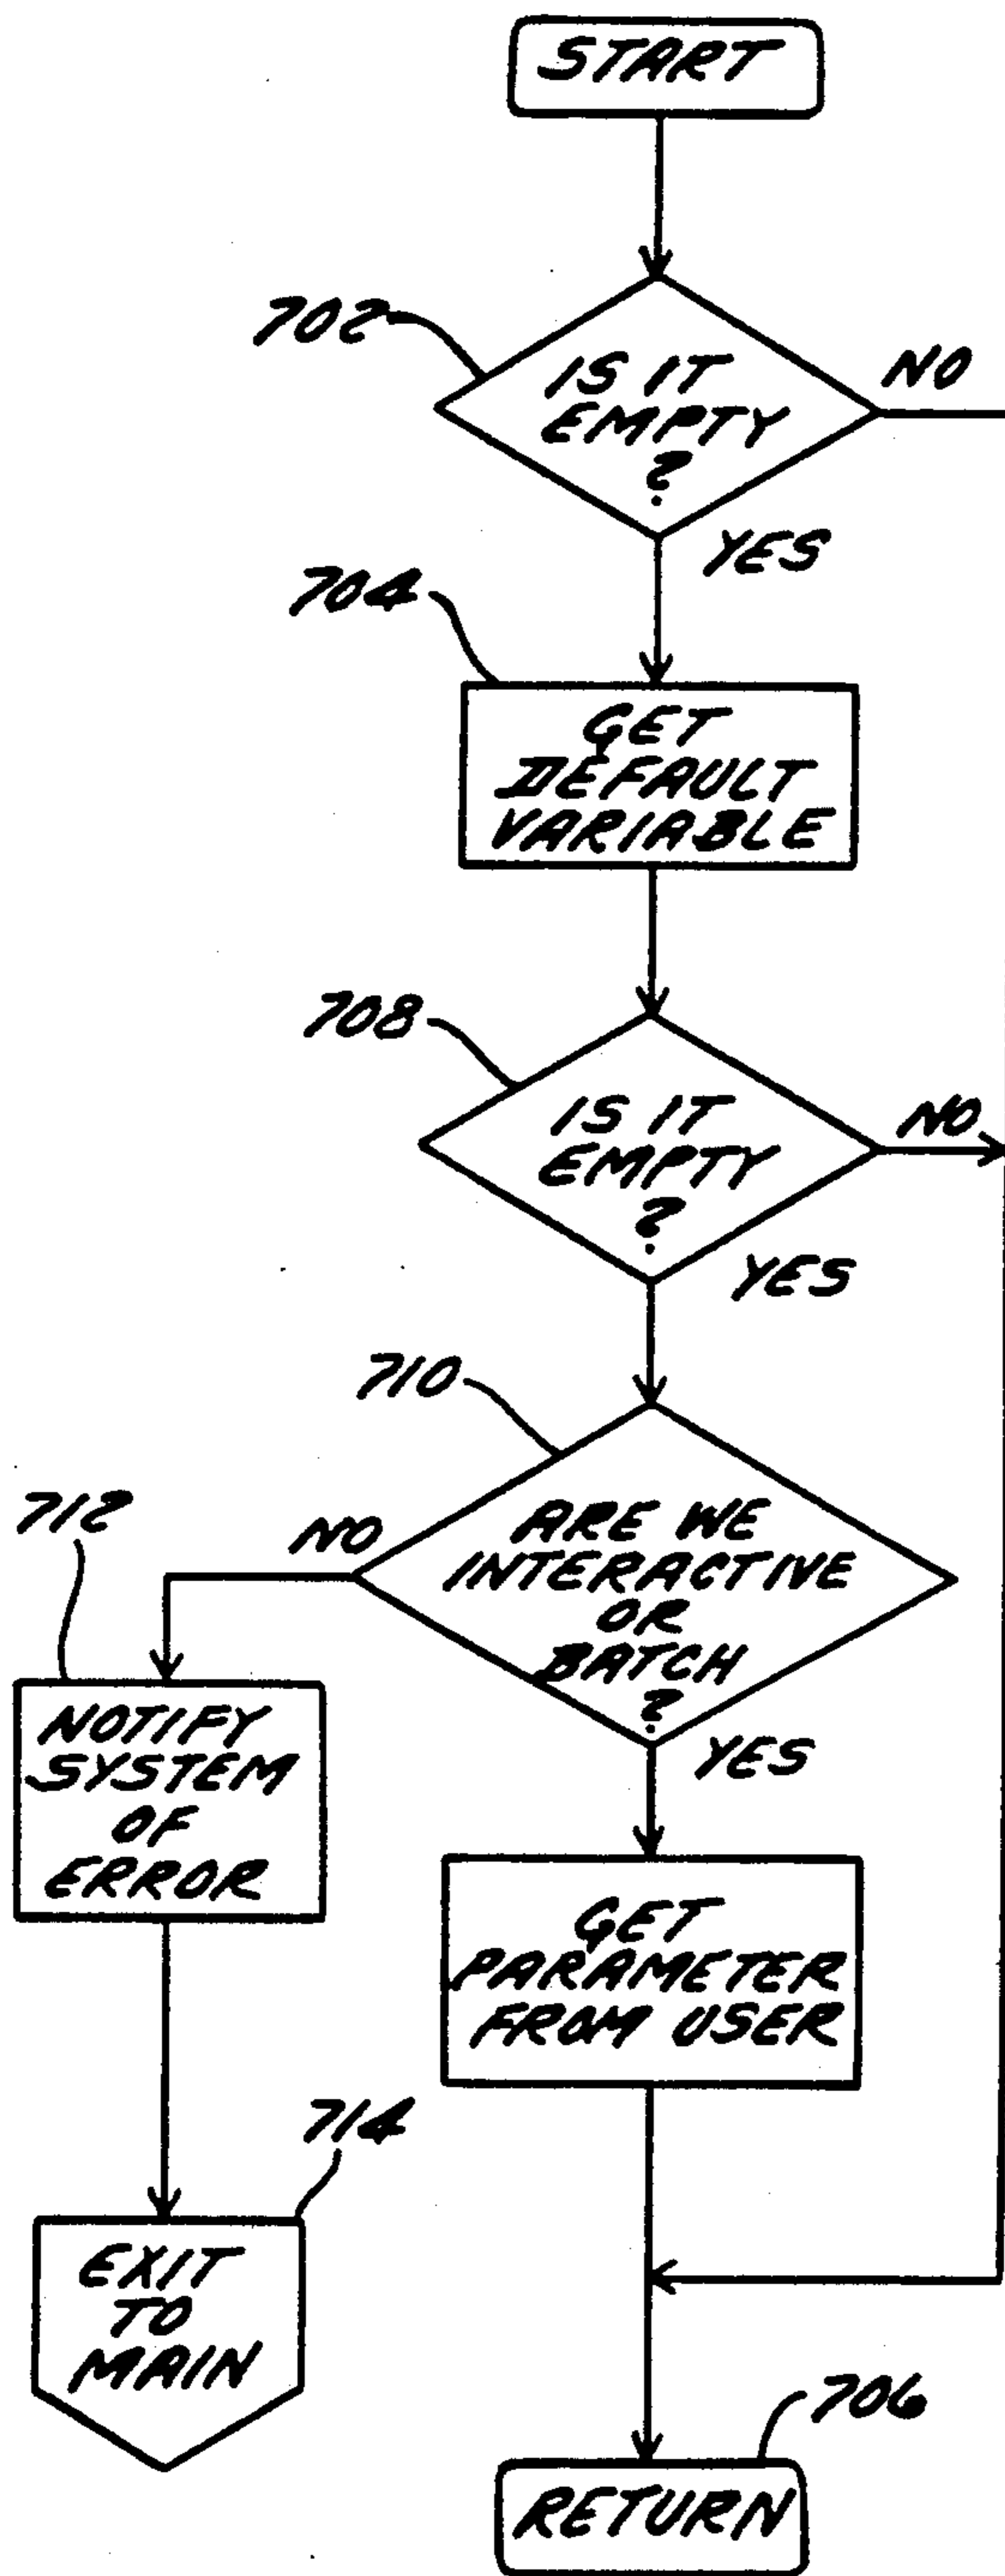 START
702
IS IT
EMPTY
?
NO
YES
704
GET
DEFAULT
VARIABLE
708
IS IT
EMPTY
?
NO
YES
710
ARE WE
INTERACTIVE
OR
BATCH
?
NO
YES
712
NOTIFY
SYSTEM
OF
ERROR
GET
PARAMETER
FROM USER
714
EXIT
TO
MAIN
706
RETURN